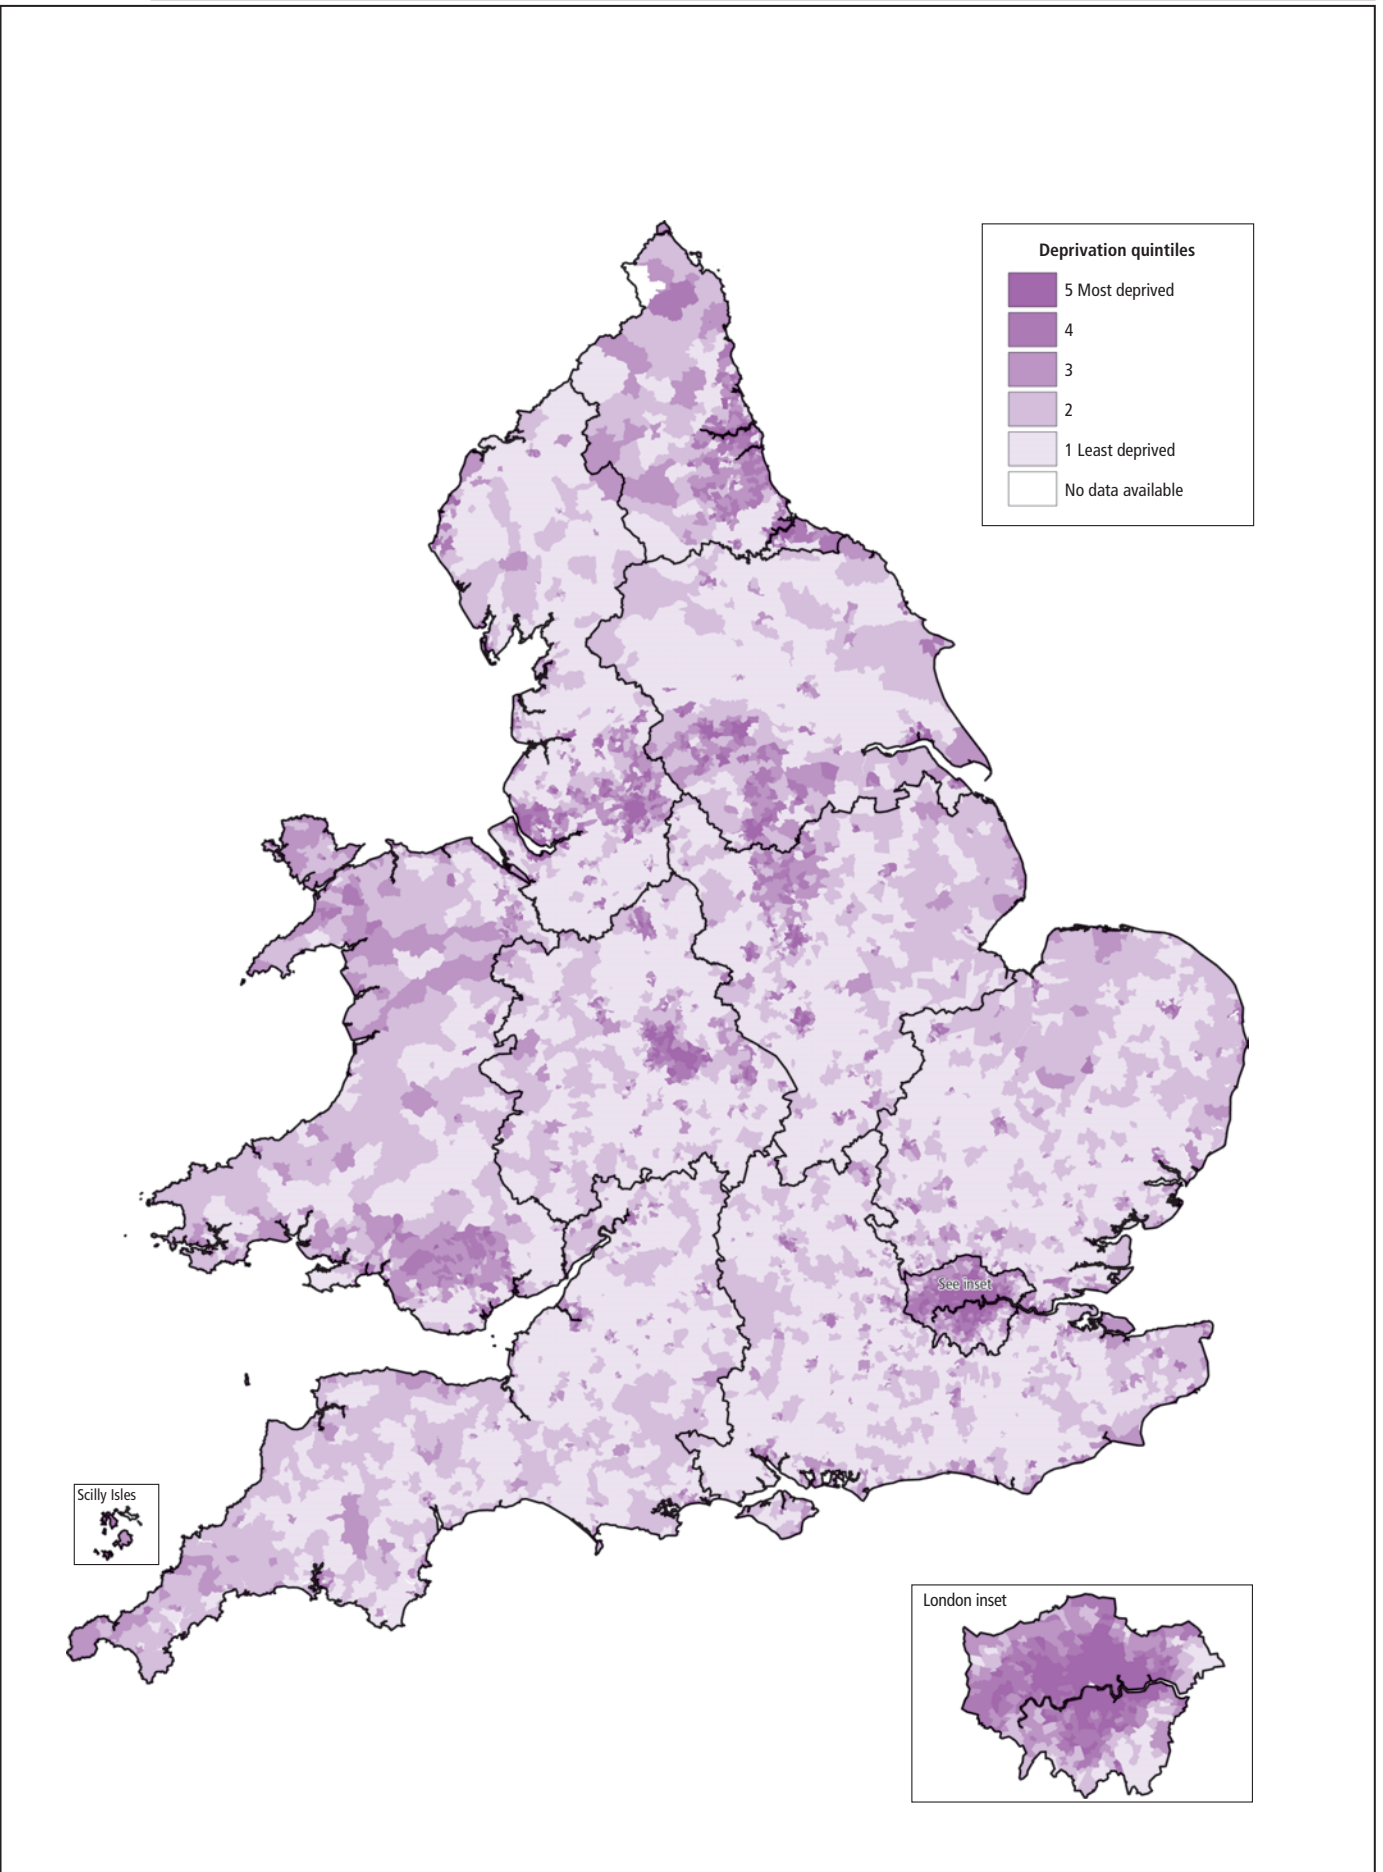 Deprivation quintiles
5 Most deprived
4
3
2
1 Least deprived
No data available
See inset
Scilly Isles
London inset